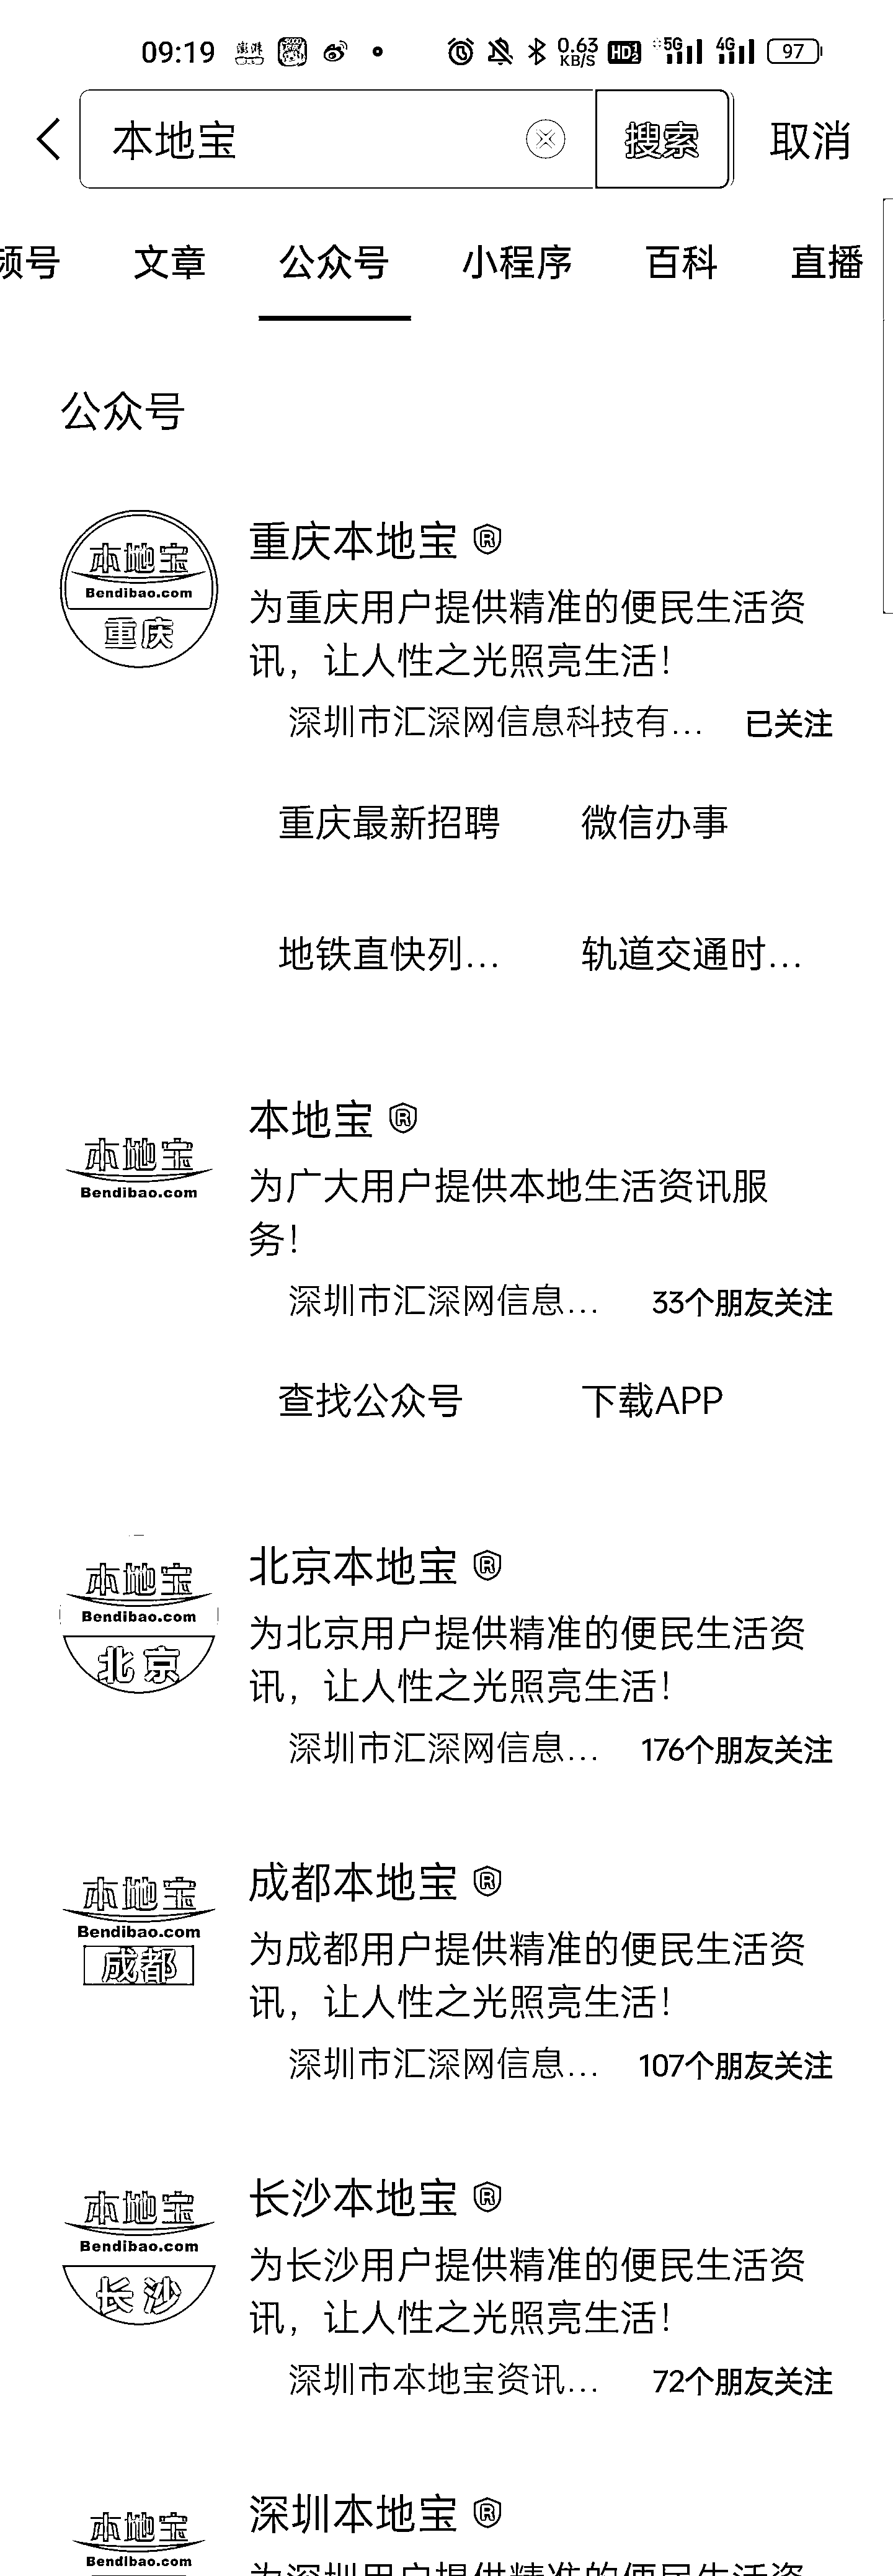 09:19 0.63 KB/S HD 5G 4G 97
本地宝 搜索 取消
频号 文章 公众号 小程序 百科 直播
公众号
本地宝
Bendibao.com
重庆
重庆本地宝
为重庆用户提供精准的便民生活资
讯，让人性之光照亮生活！
深圳市汇深网信息科技有... 已关注
重庆最新招聘 微信办事
地铁直快列... 轨道交通时...
本地宝
Bendibao.com
本地宝
为广大用户提供本地生活资讯服
务！
深圳市汇深网信息... 33个朋友关注
查找公众号 下载APP
本地宝
Bendibao.com
北京
北京本地宝
为北京用户提供精准的便民生活资
讯，让人性之光照亮生活！
深圳市汇深网信息... 176个朋友关注
本地宝
Bendibao.com
成都
成都本地宝
为成都用户提供精准的便民生活资
讯，让人性之光照亮生活！
深圳市汇深网信息... 107个朋友关注
本地宝
Bendibao.com
长沙
长沙本地宝
为长沙用户提供精准的便民生活资
讯，让人性之光照亮生活！
深圳市本地宝资讯... 72个朋友关注
本地宝
Bendibao.com
深圳本地宝
为深圳用户提供精准的便民生活资